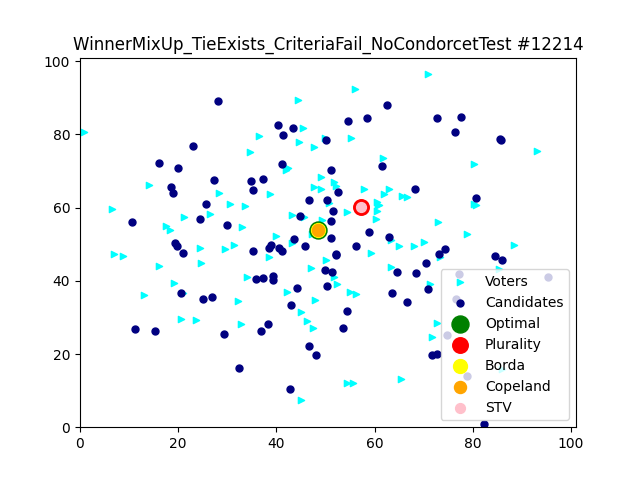 WinnerMixUp_TieExists_CriteriaFail_NoCondorcetTest #12214
100
80
60
40
20
0
0
20
40
60
80
100
Voters
Candidates
Optimal
Plurality
Borda
Copeland
STV